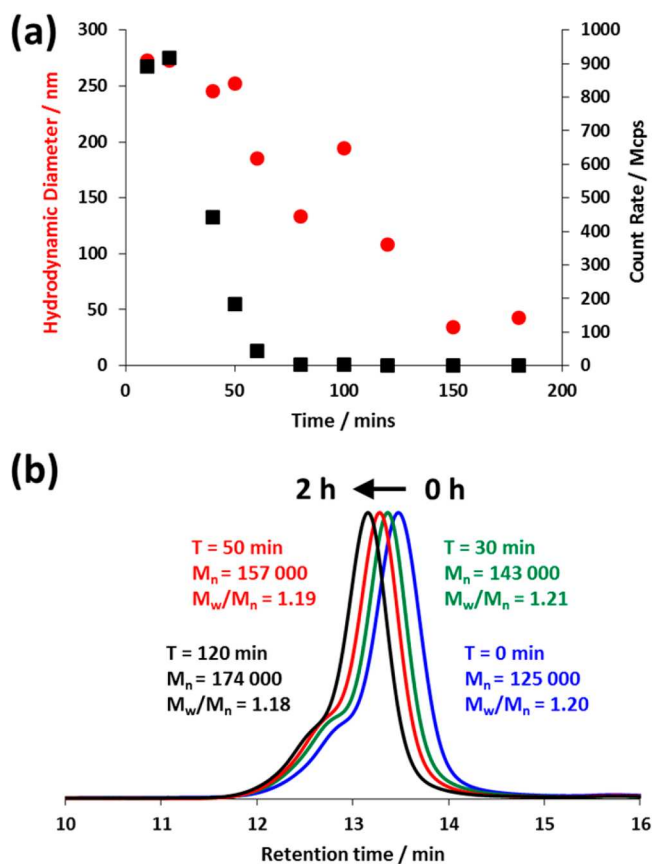 (a)
300
250
200
150
100
50
0
Hydrodynamic Diameter / nm
1000
900
800
700
600
500
400
300
200
100
0
Count Rate / Mcps
0 50 100 150 200
Time / mins
(b)
2 h 0 h
T = 50 min
Mn = 157 000
Mw/Mn = 1.19
T = 30 min
Mn = 143 000
Mw/Mn = 1.21
T = 120 min
Mn = 174 000
Mw/Mn = 1.18
T = 0 min
Mn = 125 000
Mw/Mn = 1.20
10 11 12 13 14 15 16
Retention time / min